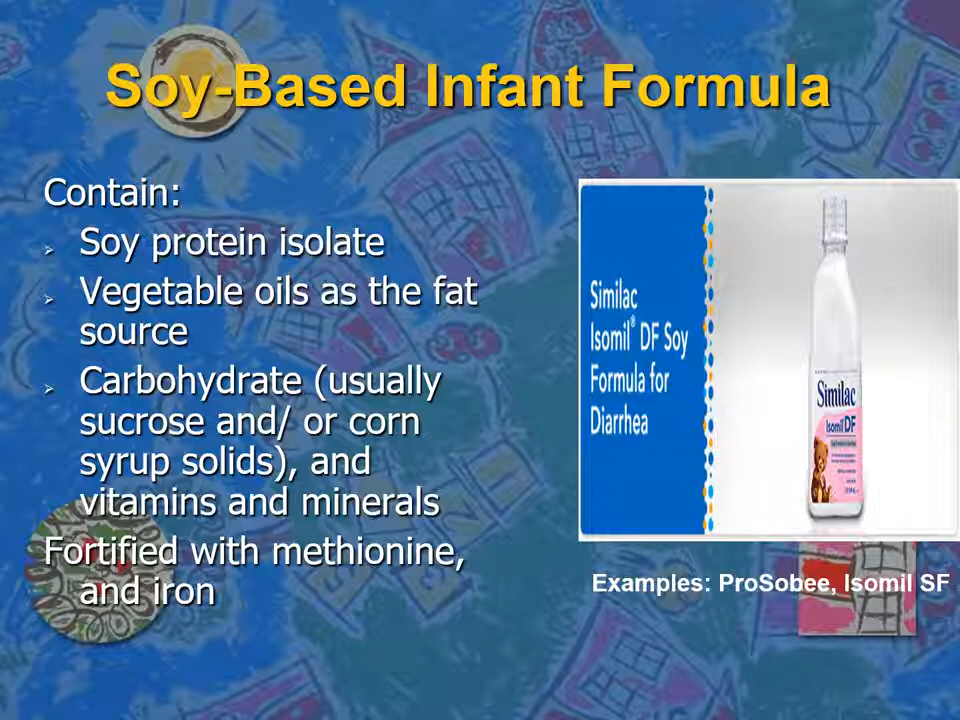 Soy-Based Infant Formula
Contain:
Soy protein isolate
Vegetable oils as the fat
source
Carbohydrate (usually
sucrose and/ or corn
syrup solids), and
vitamins and minerals
Fortified with methionine,
and iron
Similac
Isomil® DF Soy
Formula for
Diarrhea
Similac
Isomil DF
Examples: ProSobee, Isomil SF